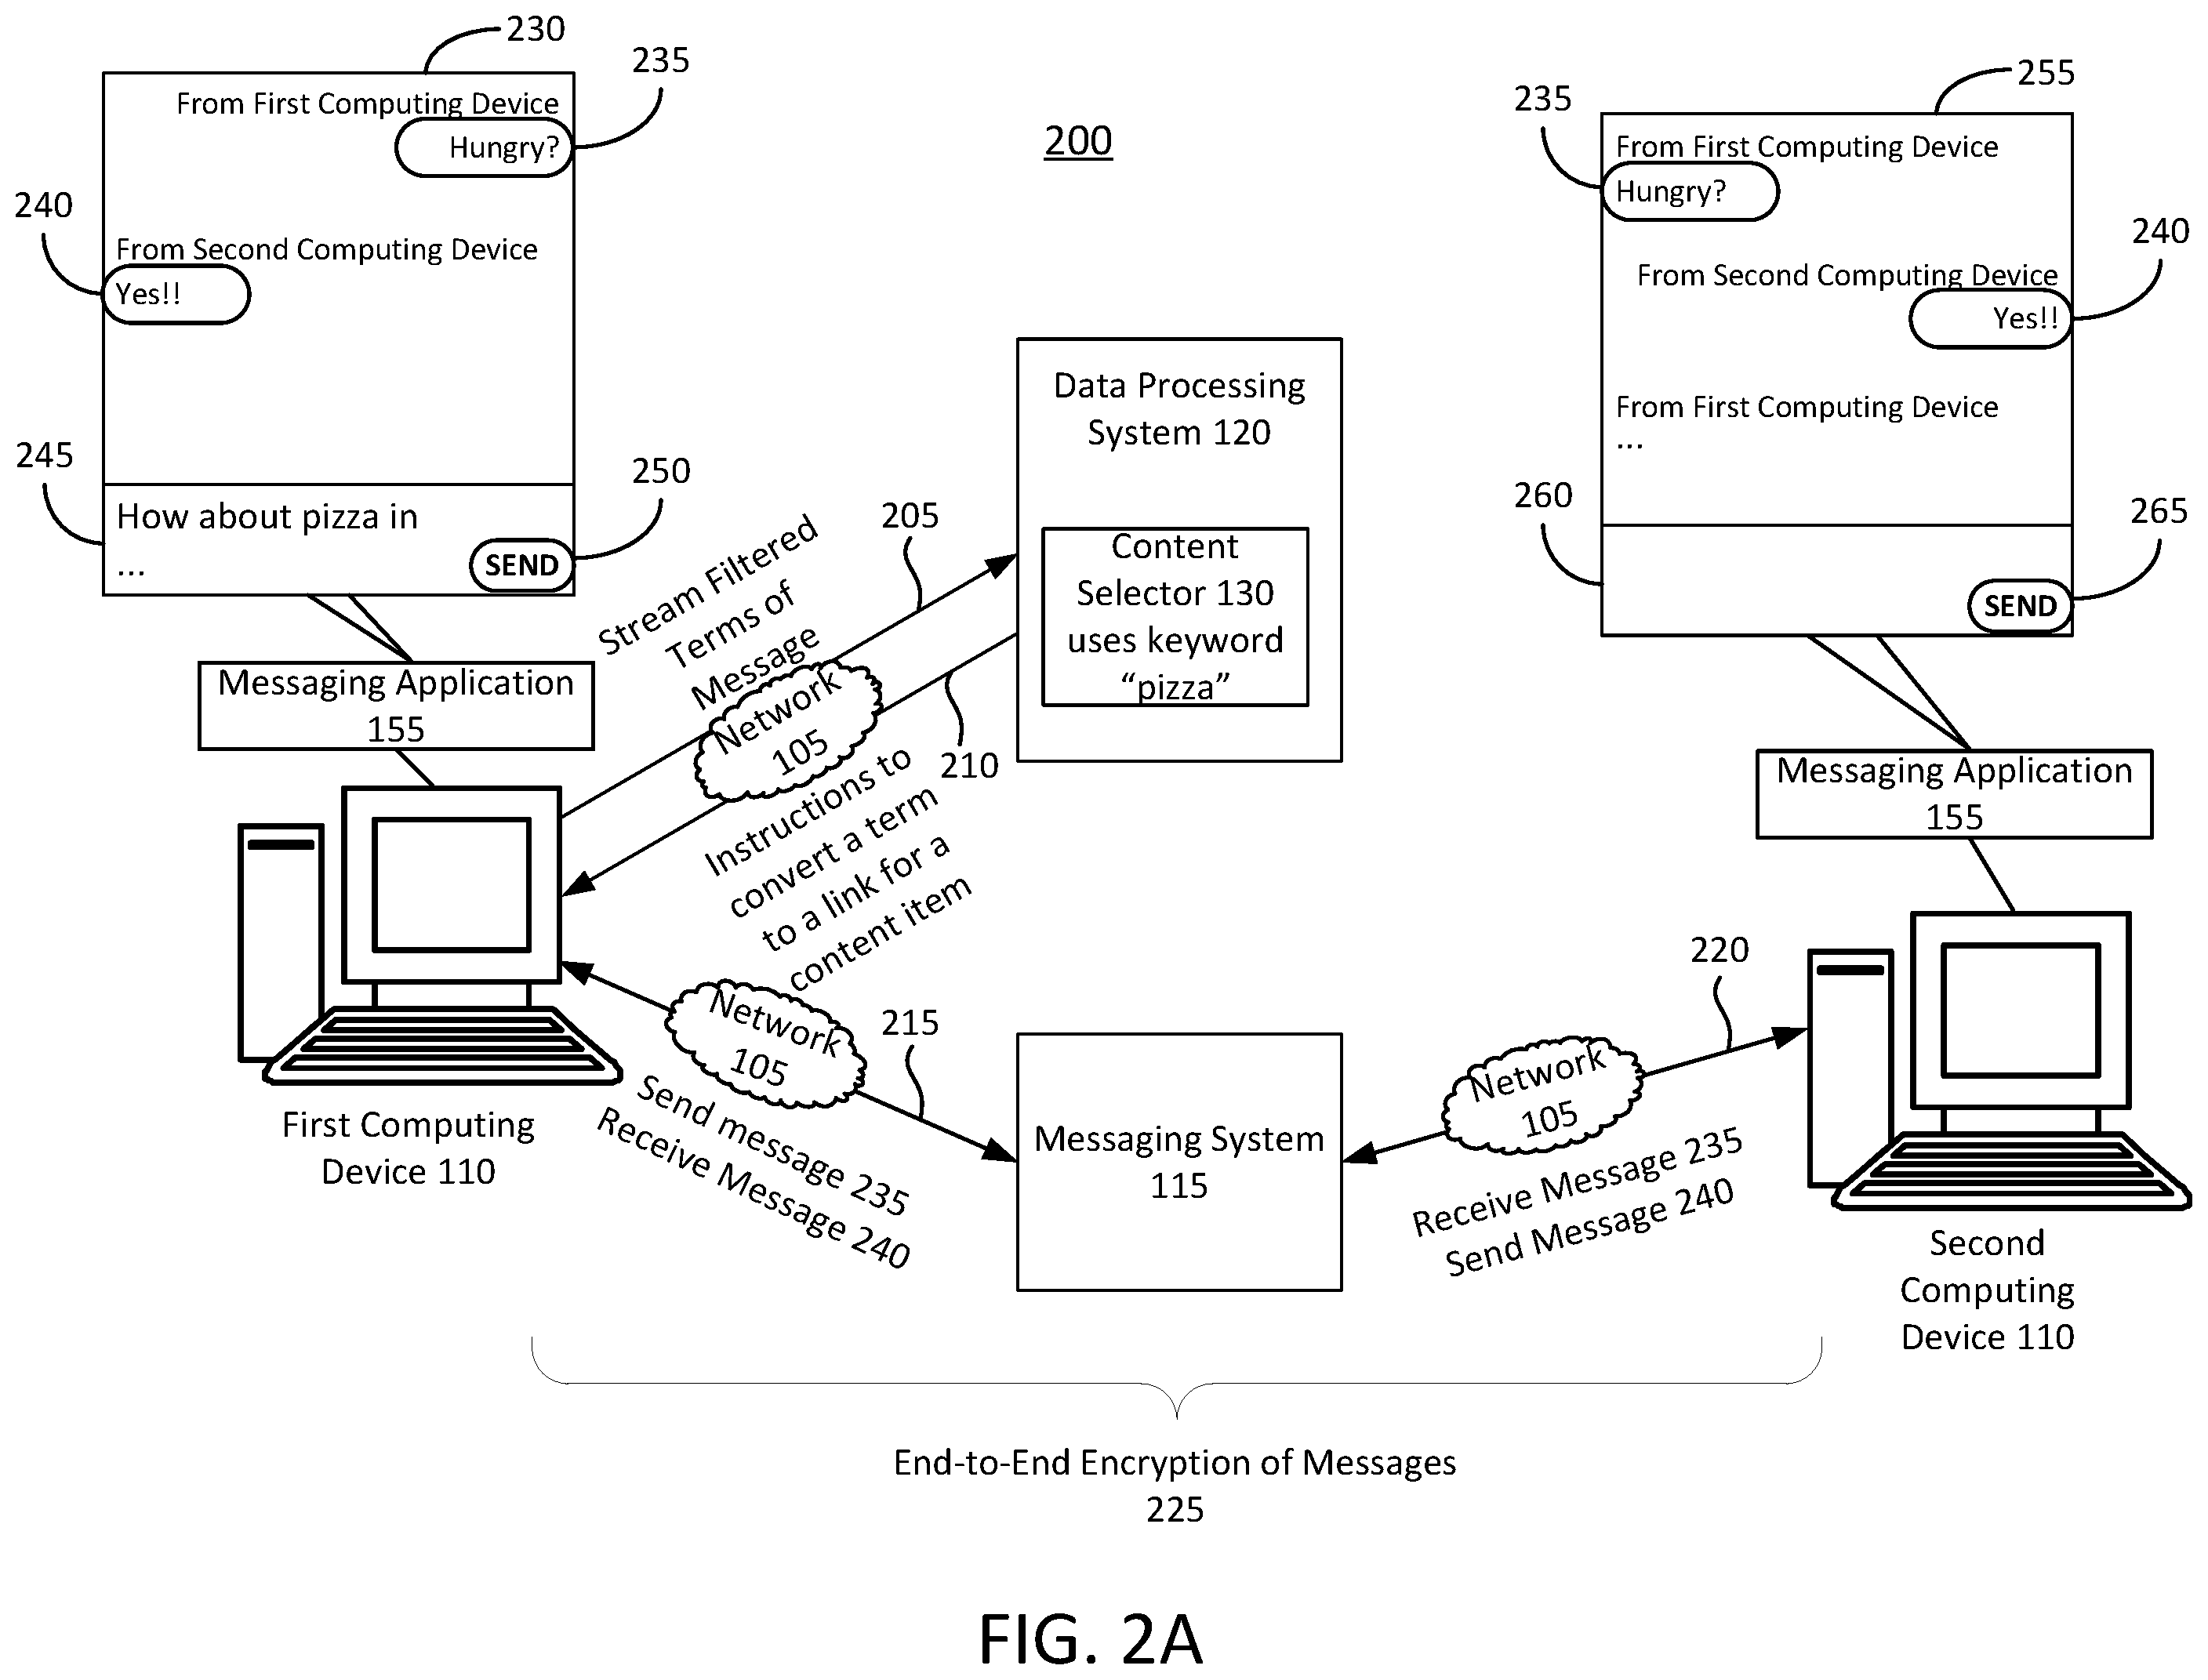 230
235
From First Computing Device
Hungry?
240
From Second Computing Device
Yes!!
245
250
How about pizza in
...
SEND
Messaging Application
155
First Computing
Device 110
200
Data Processing
System 120
Content
Selector 130
uses keyword
“pizza”
205
Stream Filtered
Terms of
Message
Network
105
210
Instructions to
convert a term
to a link for a
content item
Network
105
215
Send message 235
Receive Message 240
Messaging System
115
220
Network
105
Receive Message 235
Send Message 240
255
235
From First Computing Device
Hungry?
240
From Second Computing Device
Yes!!
From First Computing Device
...
260
265
SEND
Messaging Application
155
Second
Computing
Device 110
End-to-End Encryption of Messages
225
FIG. 2A